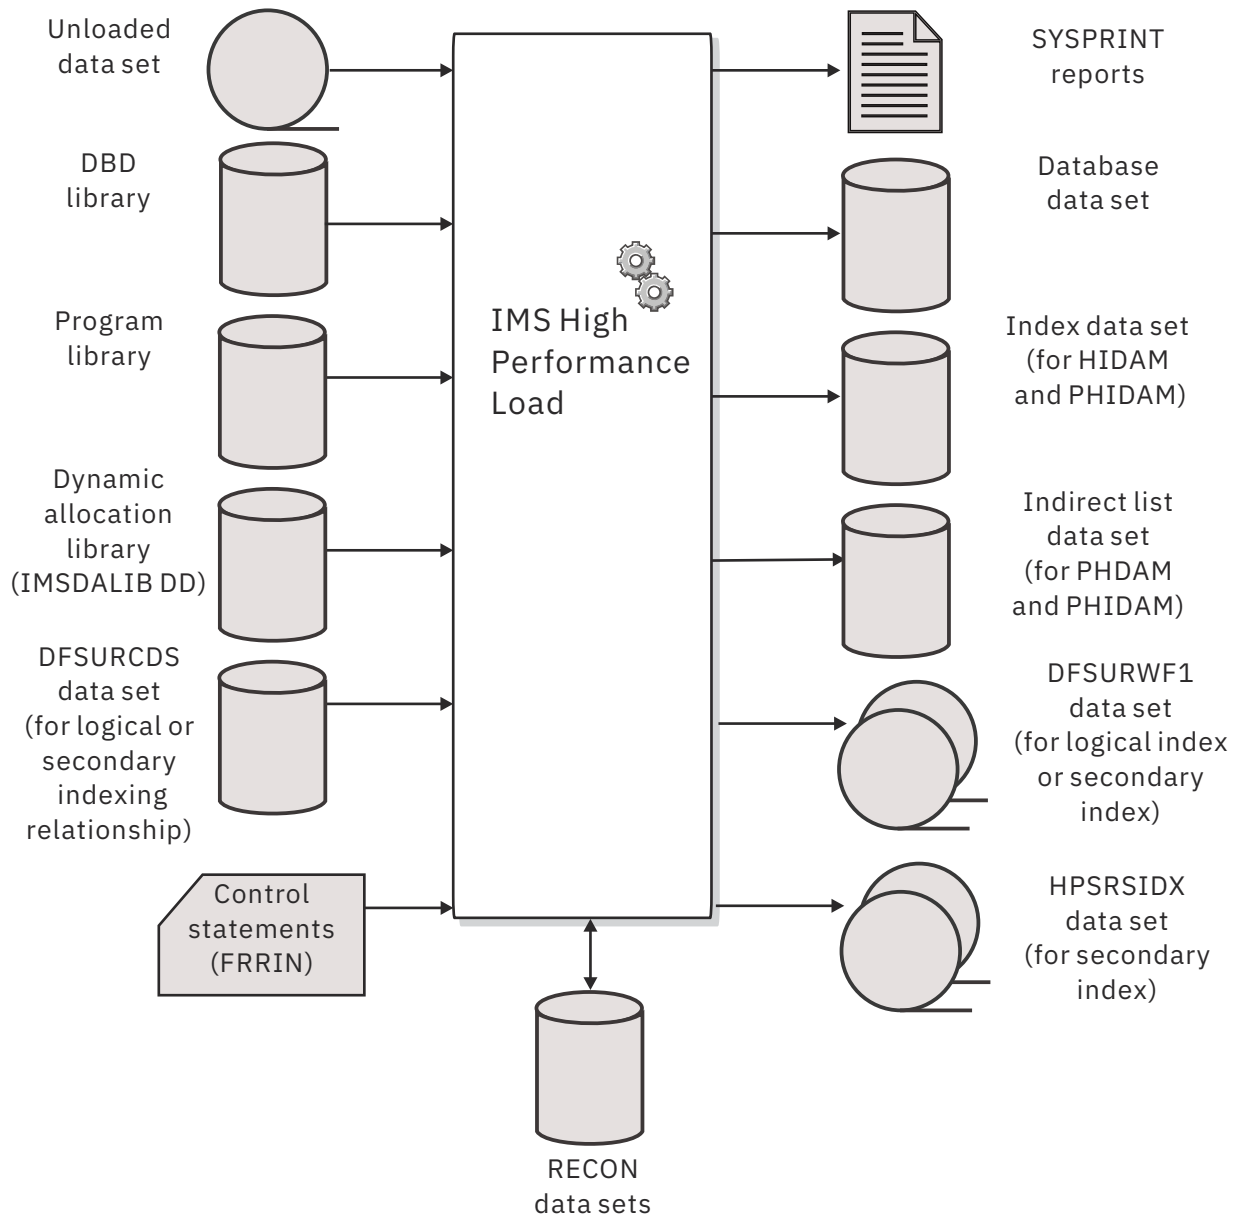 Unloaded
data set
DBD
library
Program
library
Dynamic
allocation
library
(IMSDALIB DD)
DFSURCDS
data set
(for logical or
secondary
indexing
relationship)
Control
statements
(FRRIN)
IMS High
Performance
Load
RECON
data sets
SYSPRINT
reports
Database
data set
Index data set
(for HIDAM
and PHIDAM)
Indirect list
data set
(for PHDAM
and PHIDAM)
DFSURWF1
data set
(for logical index
or secondary
index)
HPSRSIDX
data set
(for secondary
index)